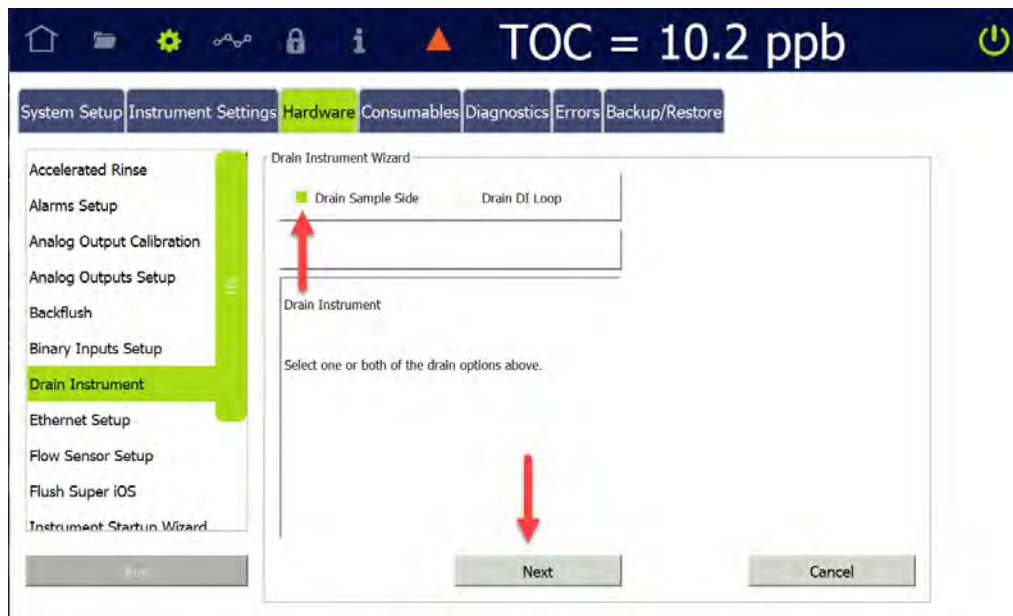 TOC = 10.2 ppb
System Setup Instrument Settings Hardware Consumables Diagnostics Errors Backup/Restore
Drain Instrument Wizard
Accelerated Rinse
Drain Sample Side Drain DI Loop
Alarms Setup
Analog Output Calibration
Analog Outputs Setup
Backflush
Binary Inputs Setup
Drain Instrument
Ethernet Setup
Flow Sensor Setup
Flush Super iOS
Instrument Startup Wizard
Drain Instrument
Select one or both of the drain options above.
Next Cancel